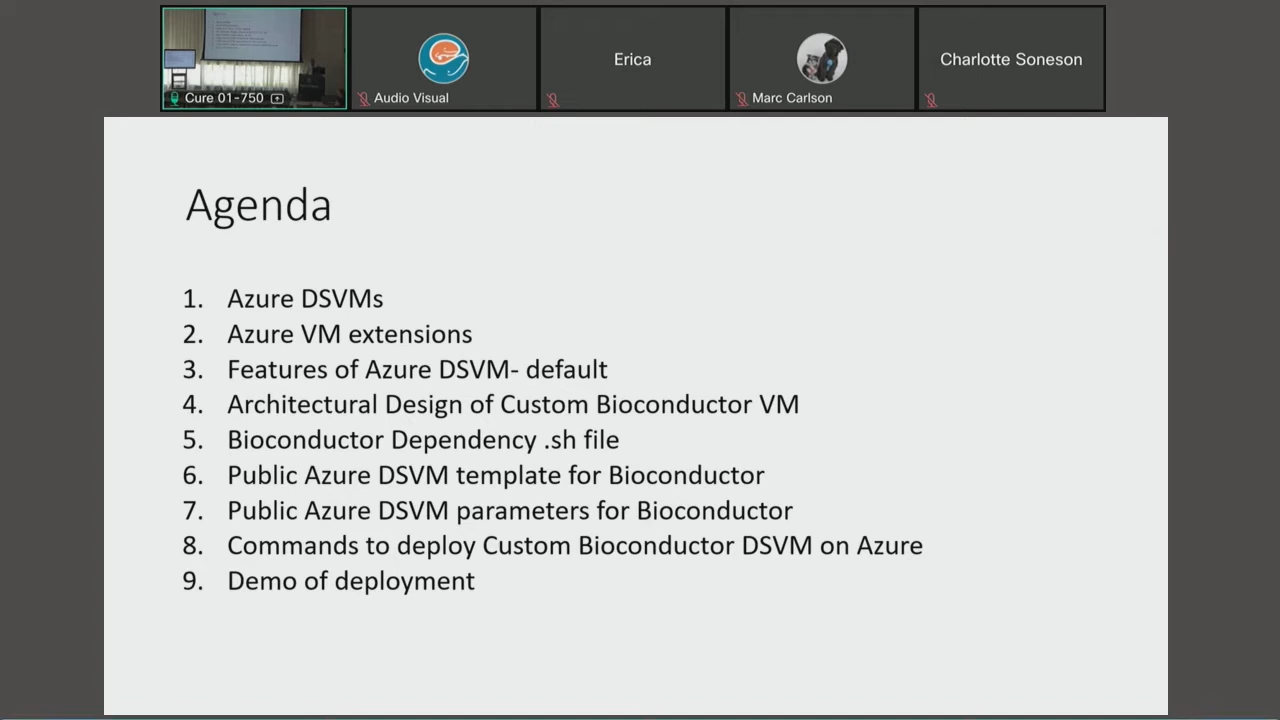 Cure 01-750
Audio Visual
Erica
Marc Carlson
Charlotte Soneson
Agenda
1. Azure DSVMs
2. Azure VM extensions
3. Features of Azure DSVM- default
4. Architectural Design of Custom Bioconductor VM
5. Bioconductor Dependency .sh file
6. Public Azure DSVM template for Bioconductor
7. Public Azure DSVM parameters for Bioconductor
8. Commands to deploy Custom Bioconductor DSVM on Azure
9. Demo of deployment